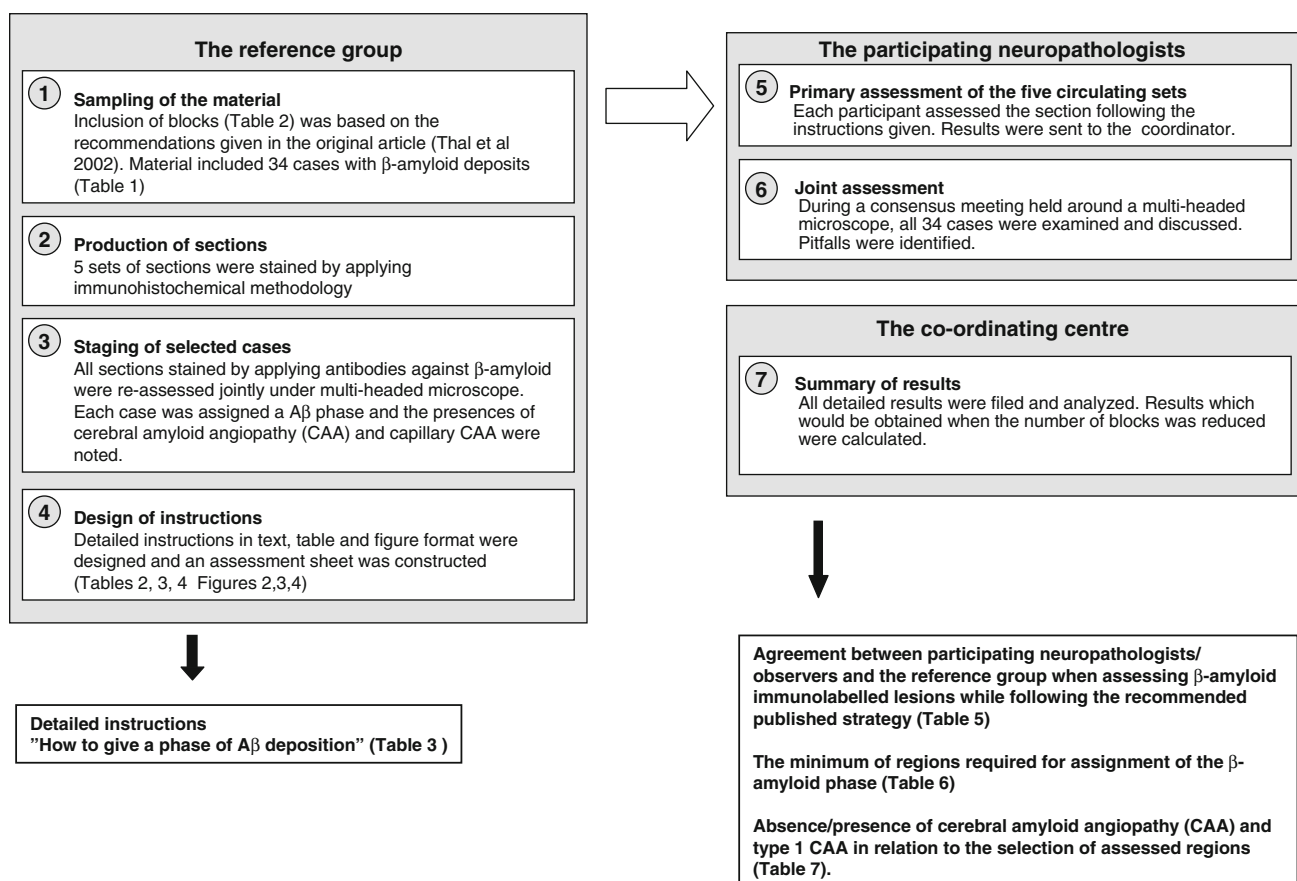 The reference group
1
Sampling of the material
Inclusion of blocks (Table 2) was based on the
recommendations given in the original article (Thal et al
2002). Material included 34 cases with β-amyloid deposits
(Table 1)
2
Production of sections
5 sets of sections were stained by applying
immunohistochemical methodology
3
Staging of selected cases
All sections stained by applying antibodies against β-amyloid
were re-assessed jointly under multi-headed microscope.
Each case was assigned a Aβ phase and the presences of
cerebral amyloid angiopathy (CAA) and capillary CAA were
noted.
4
Design of instructions
Detailed instructions in text, table and figure format were
designed and an assessment sheet was constructed
(Tables 2, 3, 4 Figures 2,3,4)
Detailed instructions
”How to give a phase of Aβ deposition” (Table 3 )
The participating neuropathologists
5
Primary assessment of the five circulating sets
Each participant assessed the section following the
instructions given. Results were sent to the coordinator.
6
Joint assessment
During a consensus meeting held around a multi-headed
microscope, all 34 cases were examined and discussed.
Pitfalls were identified.
The co-ordinating centre
7
Summary of results
All detailed results were filed and analyzed. Results which
would be obtained when the number of blocks was reduced
were calculated.
Agreement between participating neuropathologists/
observers and the reference group when assessing β-amyloid
immunolabelled lesions while following the recommended
published strategy (Table 5)
The minimum of regions required for assignment of the β-
amyloid phase (Table 6)
Absence/presence of cerebral amyloid angiopathy (CAA) and
type 1 CAA in relation to the selection of assessed regions
(Table 7).